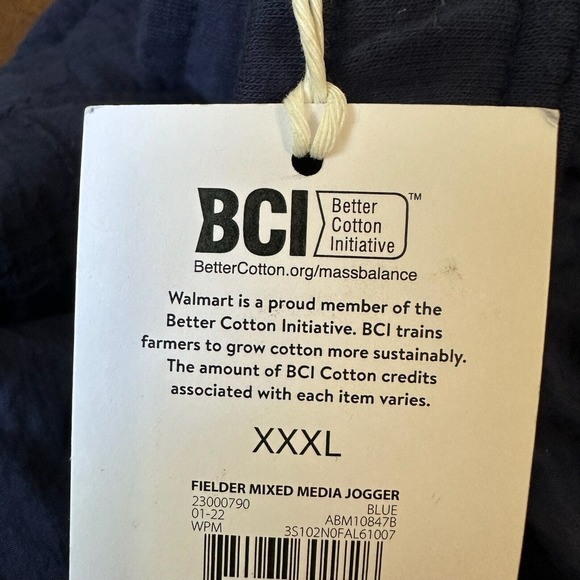 BCI Better Cotton Initiative™
BetterCotton.org/massbalance
Walmart is a proud member of the
Better Cotton Initiative. BCI trains
farmers to grow cotton more sustainably.
The amount of BCI Cotton credits
associated with each item varies.
XXXL
FIELDER MIXED MEDIA JOGGER
23000790 BLUE
01-22 ABM10847B
WPM 3S102N0FAL61007